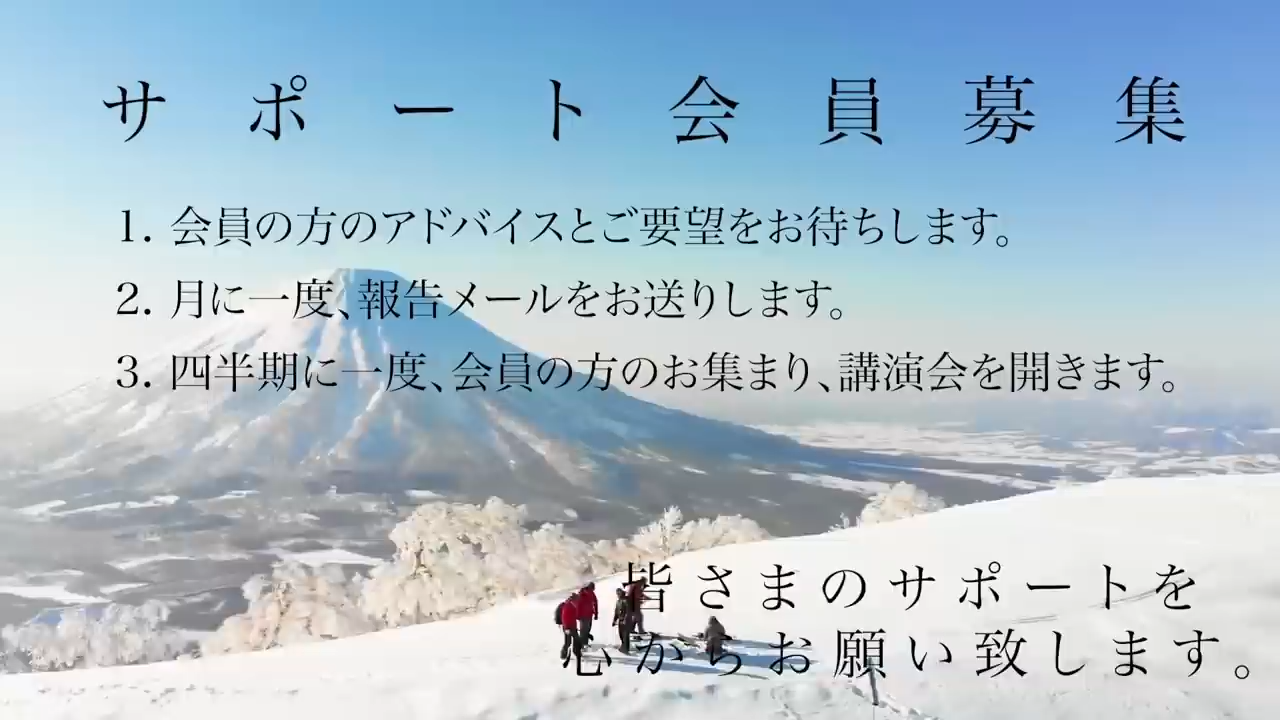 サポート会員募集
1. 会員の方のアドバイスとご要望をお待ちします。
2. 月に一度、報告メールをお送りします。
3. 四半期に一度、会員の方のお集まり、講演会を開きます。
皆さまのサポートを
心からお願い致します。